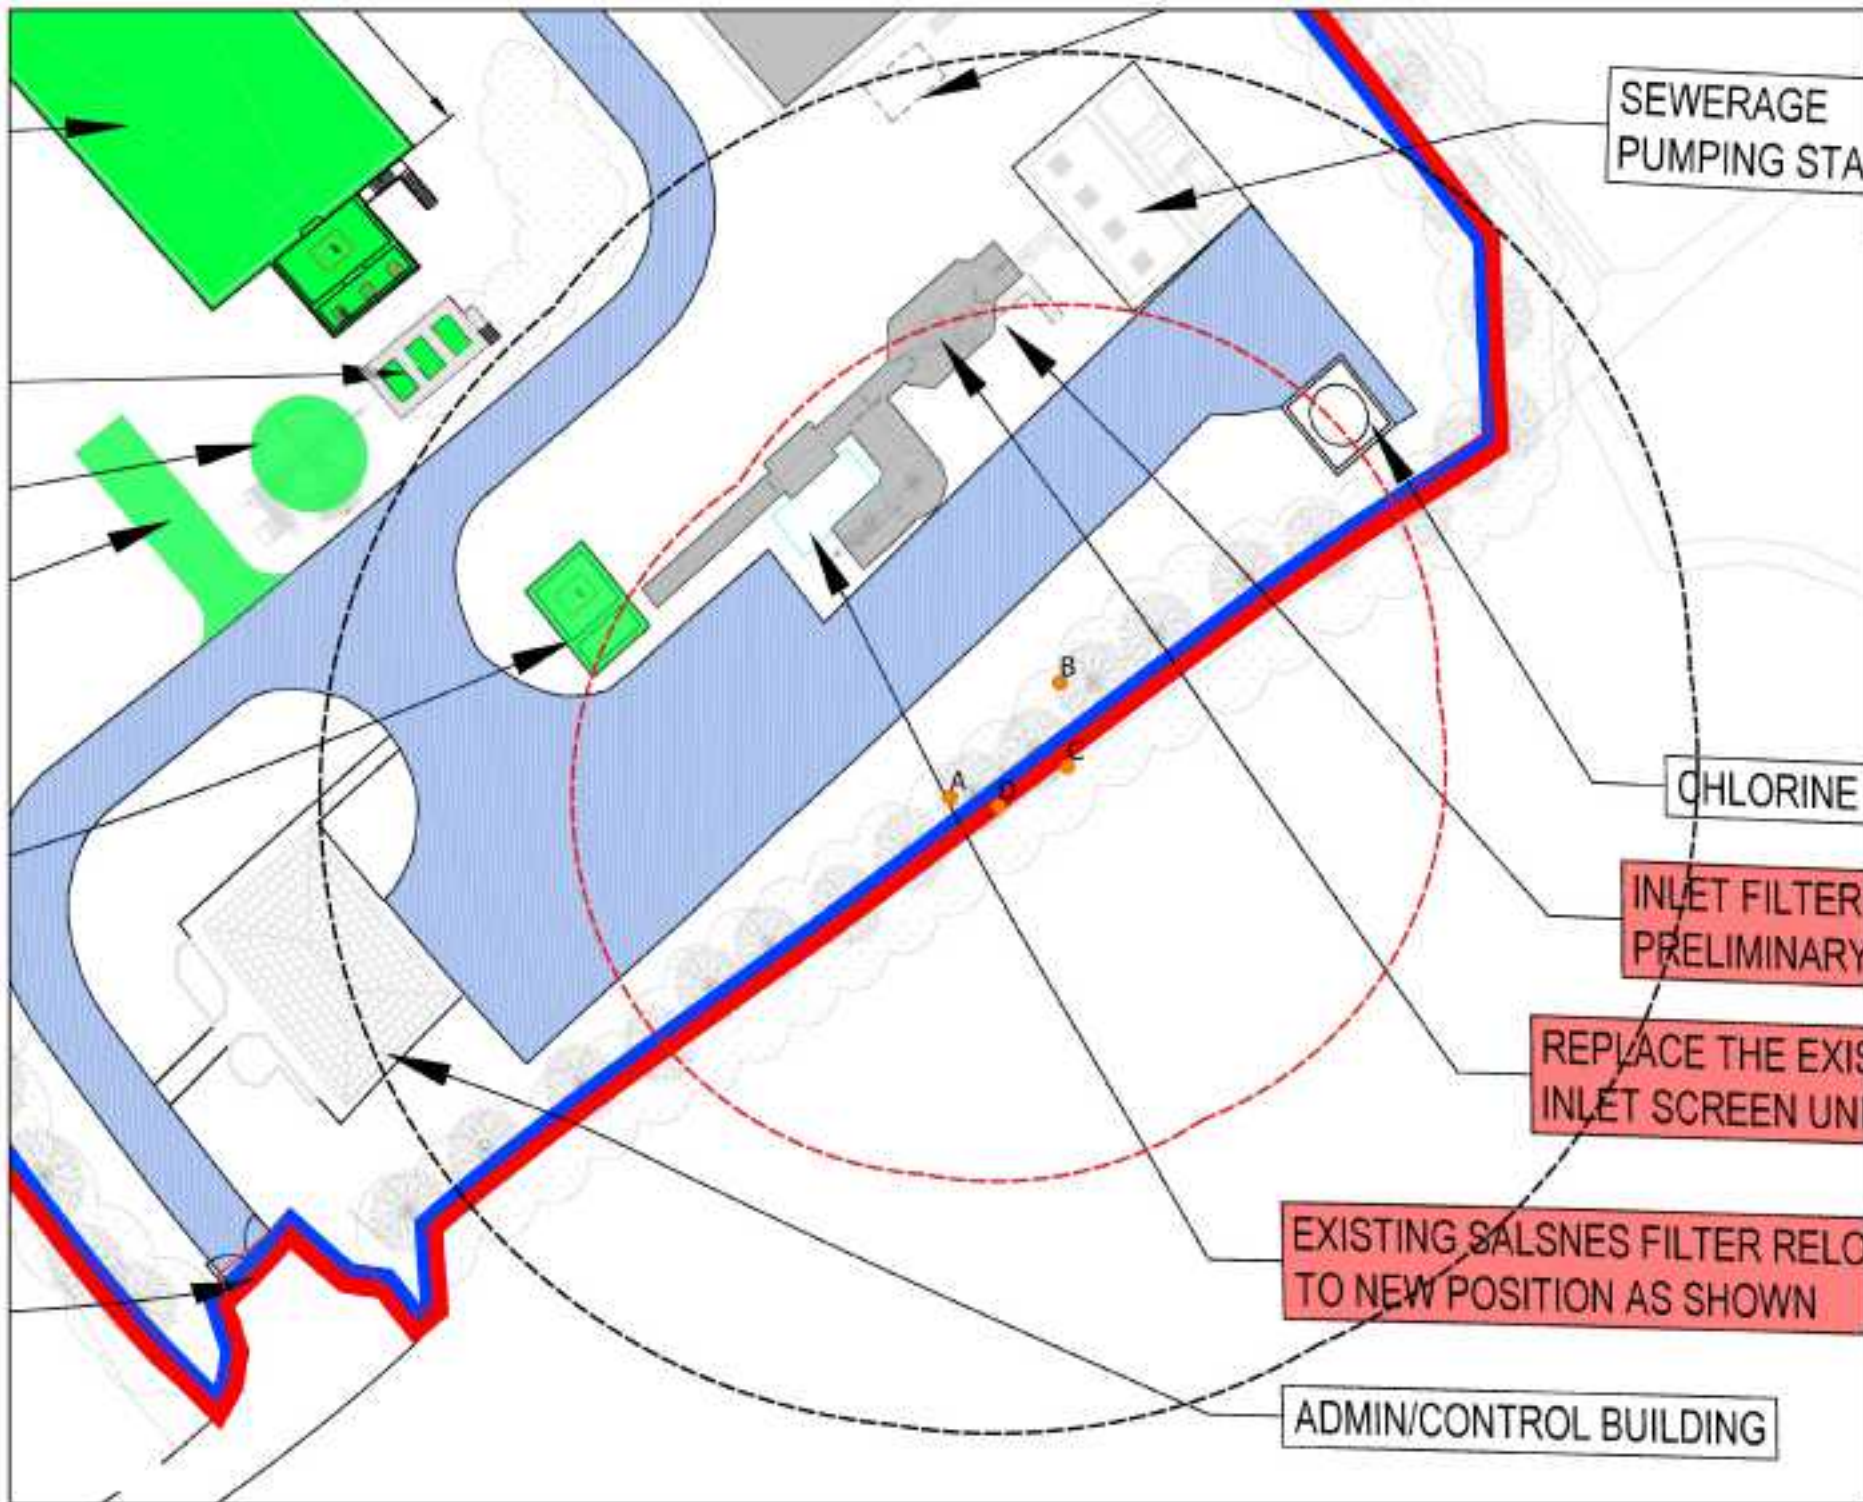 SEWERAGE
PUMPING STA
B
A
D
CHLORINE
INLET FILTER
PRELIMINARY
REPLACE THE EXIS
INLET SCREEN UN
EXISTING SALSNES FILTER RELO
TO NEW POSITION AS SHOWN
ADMIN/CONTROL BUILDING